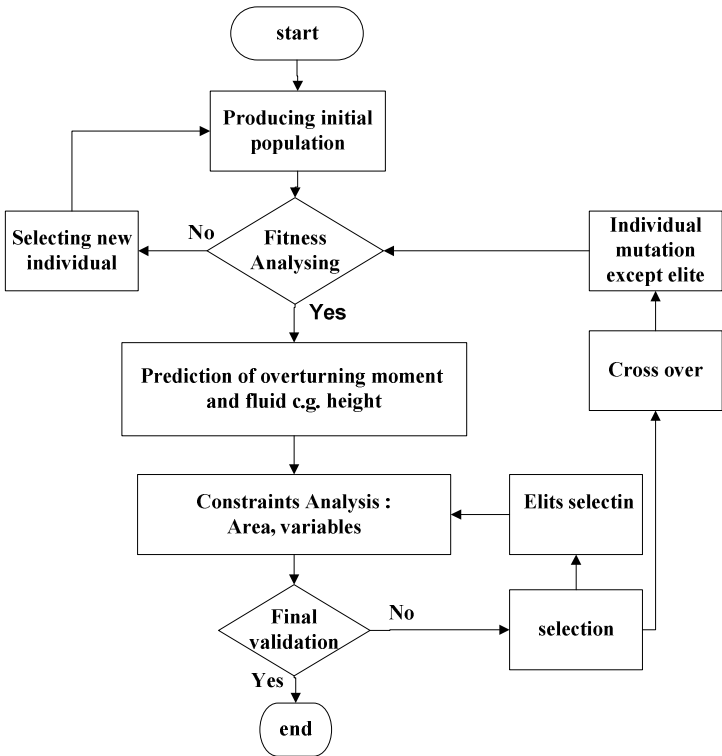 start
Producing initial
population
No
Selecting new
individual
Fitness
Analysing
Individual
mutation
except elite
Yes
Prediction of overturning moment
and fluid c.g. height
Cross over
Constraints Analysis :
Area, variables
Elits selectin
Final
validation
No
selection
Yes
end